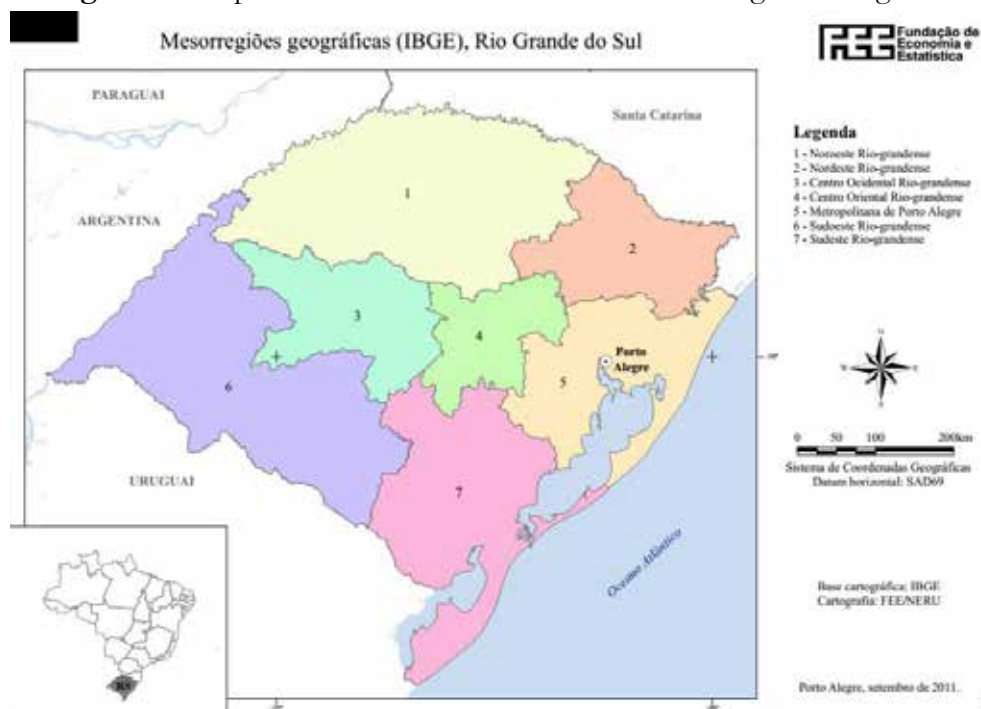 Mesorregiões geográficas (IBGE), Rio Grande do Sul
FEE Fundação de
Economia e
Estatística
PARAGUAI
Santa Catarina
ARGENTINA
URUGUAI
1
2
3
4
5
6
7
Porto
Alegre
Oceano Atlântico
RS
Legenda
1 - Noroeste Rio-grandense
2 - Nordeste Rio-grandense
3 - Centro Ocidental Rio-grandense
4 - Centro Oriental Rio-grandense
5 - Metropolitana de Porto Alegre
6 - Sudoeste Rio-grandense
7 - Sudeste Rio-grandense
N
W
E
S
0 50 100 200km
Sistema de Coordenadas Geográficas
Datum horizontal: SAD69
Base cartográfica: IBGE
Cartografia: FEE/NERU
Porto Alegre, setembro de 2011.